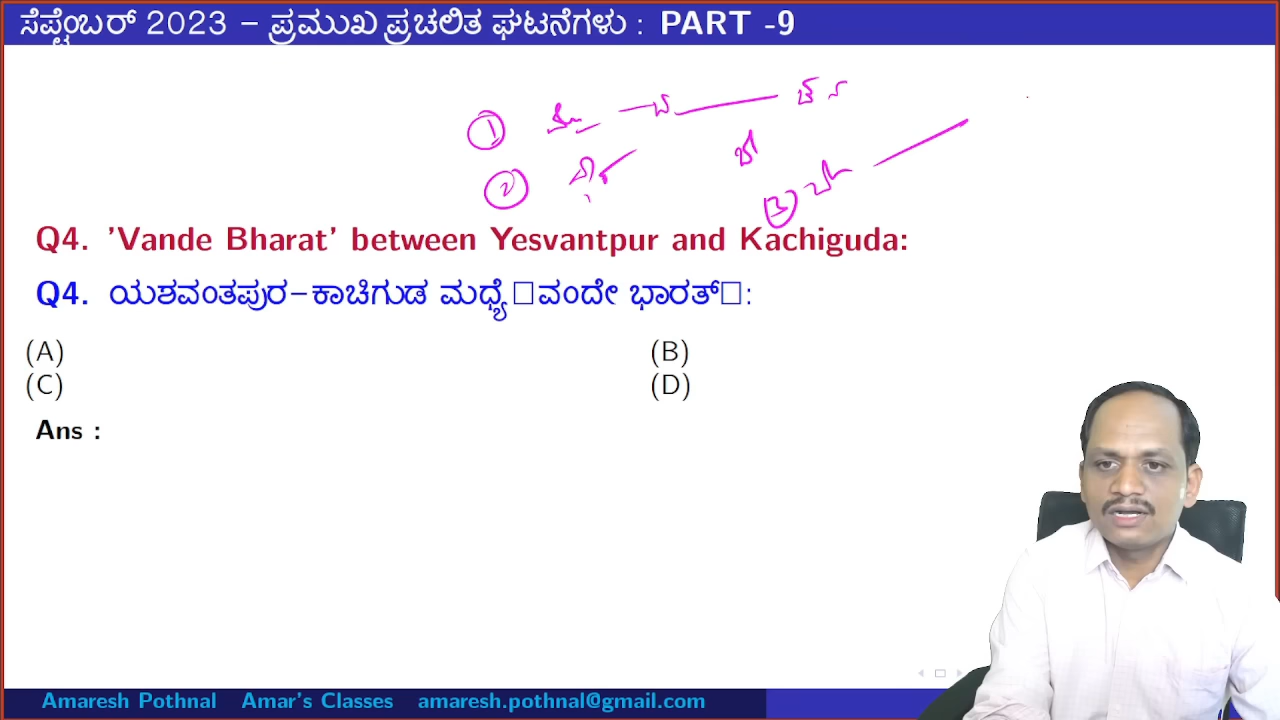 ಸೆಪ್ಟೆಂಬರ್ 2023 – ಪ್ರಮುಖ ಪ್ರಚಲಿತ ಘಟನೆಗಳು : PART -9
Q4. 'Vande Bharat' between Yesvantpur and Kachiguda:
Q4. ಯಶವಂತಪುರ–ಕಾಚಿಗುಡ ಮಧ್ಯೆ □ವಂದೇ ಭಾರತ್□:
(A) (B)
(C) (D)
Ans :
Amaresh Pothnal Amar's Classes amaresh.pothnal@gmail.com